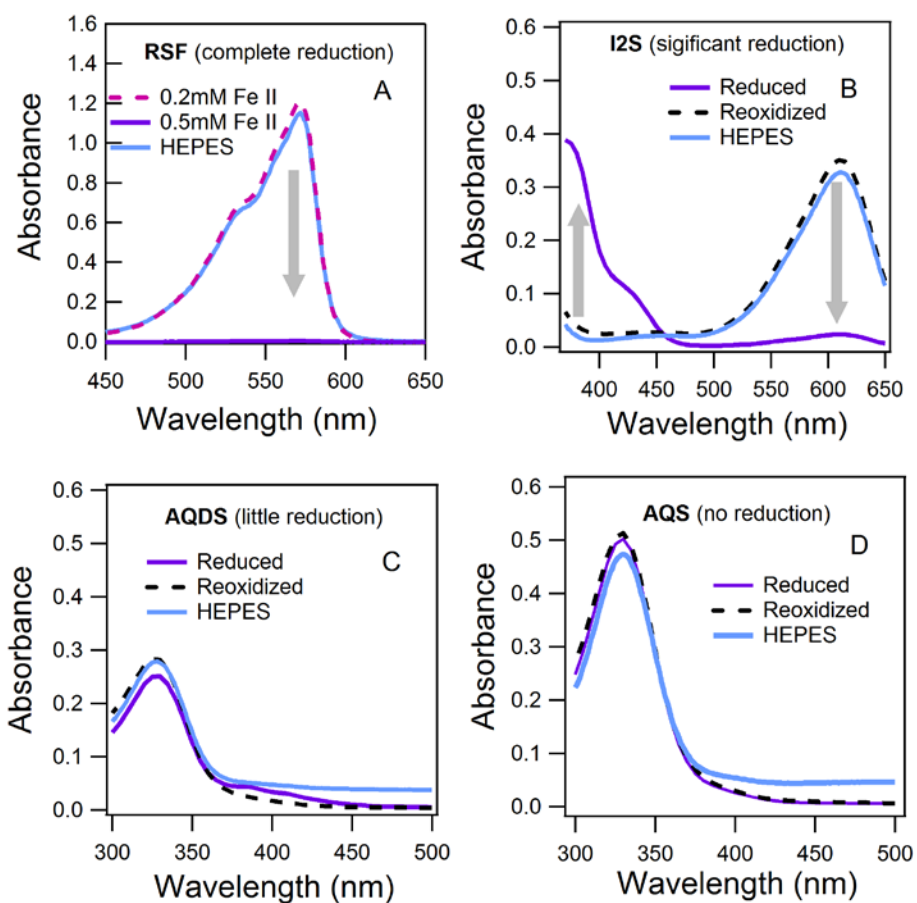 RSF (complete reduction)
A
0.2mM Fe II
0.5mM Fe II
HEPES
1.6
1.4
1.2
1.0
0.8
0.6
0.4
0.2
0.0
Absorbance
450 500 550 600 650
Wavelength (nm)
I2S (sigificant reduction)
B
Reduced
Reoxidized
HEPES
0.6
0.5
0.4
0.3
0.2
0.1
0.0
Absorbance
400 450 500 550 600 650
Wavelength (nm)
AQDS (little reduction)
C
Reduced
Reoxidized
HEPES
0.6
0.5
0.4
0.3
0.2
0.1
0.0
Absorbance
300 350 400 450 500
Wavelength (nm)
AQS (no reduction)
D
Reduced
Reoxidized
HEPES
0.6
0.5
0.4
0.3
0.2
0.1
0.0
Absorbance
300 350 400 450 500
Wavelength (nm)